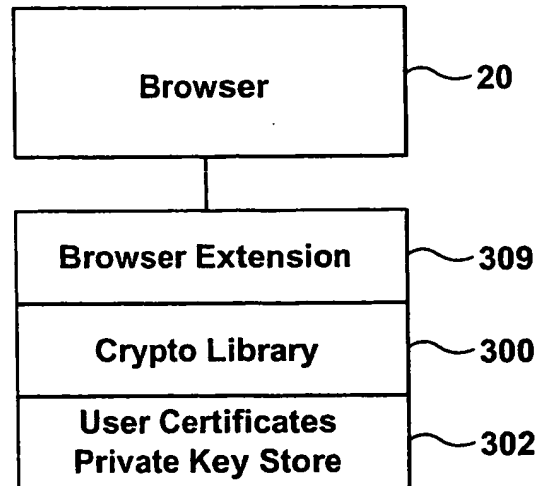 Browser
20
Browser Extension
309
Crypto Library
300
User Certificates
Private Key Store
302